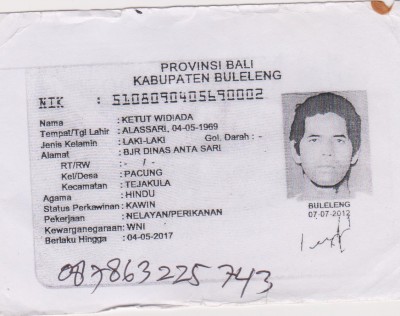 PROVINSI BALI
KABUPATEN BULELENG
NIK : 5108090405690002
Nama : KETUT WIDIADA
Tempat/Tgl Lahir : ALASSARI, 04-05-1969
Jenis Kelamin : LAKI-LAKI Gol. Darah : -
Alamat : BJR DINAS ANTA SARI
RT/RW : - / -
Kel/Desa : PACUNG
Kecamatan : TEJAKULA
Agama : HINDU
Status Perkawinan : KAWIN
Pekerjaan : NELAYAN/PERIKANAN
Kewarganegaraan : WNI
Berlaku Hingga : 04-05-2017
BULELENG
07-07-2012
087863225743